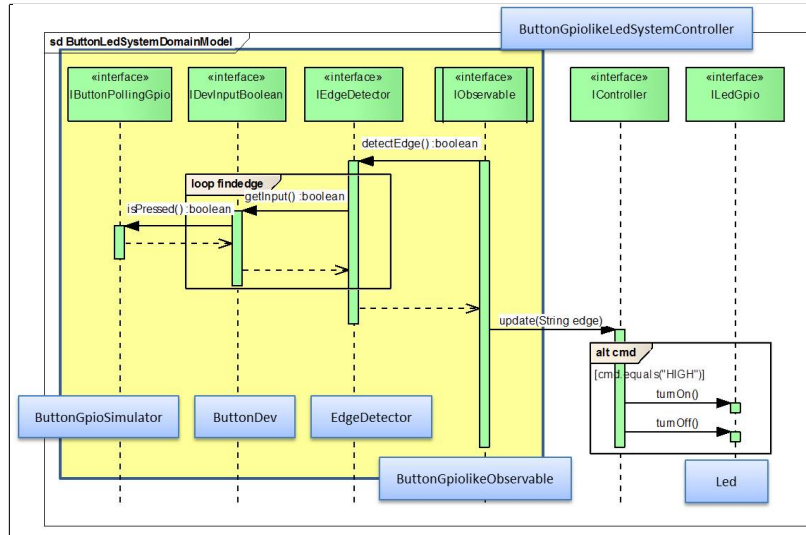 sd ButtonLedSystemDomainModel
ButtonGpiolikeLedSystemController
«interface»
IButtonPollingGpio
«interface»
IDevInputBoolean
«interface»
IEdgeDetector
«interface»
IObservable
«interface»
IController
«interface»
ILedGpio
detectEdge() :boolean
loop findedge
getInput() :boolean
isPressed() :boolean
update(String edge)
alt cmd
[cmd.equals("HIGH")]
turnOn()
turnOff()
ButtonGpioSimulator
ButtonDev
EdgeDetector
ButtonGpiolikeObservable
Led